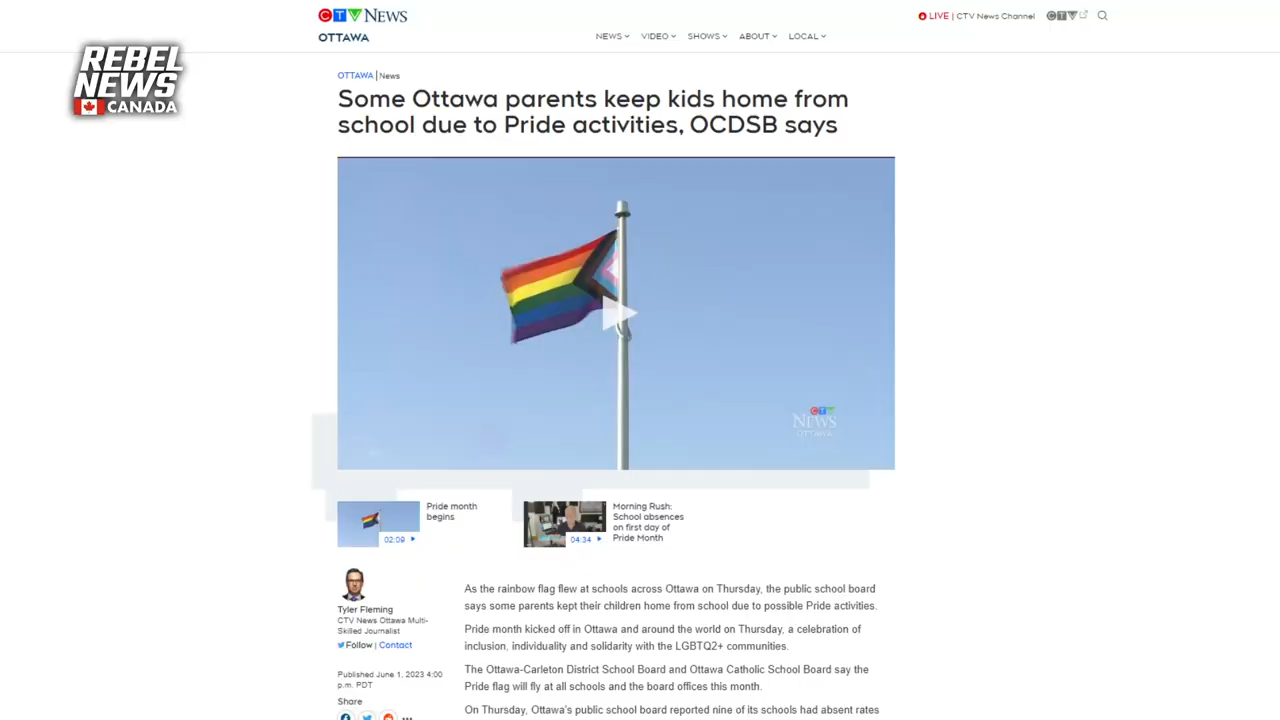 CTV NEWS
LIVE | CTV News Channel
CTV
OTTAWA
NEWS
VIDEO
SHOWS
ABOUT
LOCAL
REBEL
NEWS
CANADA
OTTAWA | News
Some Ottawa parents keep kids home from
school due to Pride activities, OCDSB says
CTV
NEWS
OTTAWA
Pride month
begins
02:09
Morning Rush:
School absences
on first day of
Pride Month
04:34
Tyler Fleming
CTV News Ottawa Multi-
Skilled Journalist
Follow | Contact
Published June 1, 2023 4:00
p.m. PDT
Share
As the rainbow flag flew at schools across Ottawa on Thursday, the public school board
says some parents kept their children home from school due to possible Pride activities.
Pride month kicked off in Ottawa and around the world on Thursday, a celebration of
inclusion, individuality and solidarity with the LGBTQ2+ communities.
The Ottawa-Carleton District School Board and Ottawa Catholic School Board say the
Pride flag will fly at all schools and the board offices this month.
On Thursday, Ottawa's public school board reported nine of its schools had absent rates